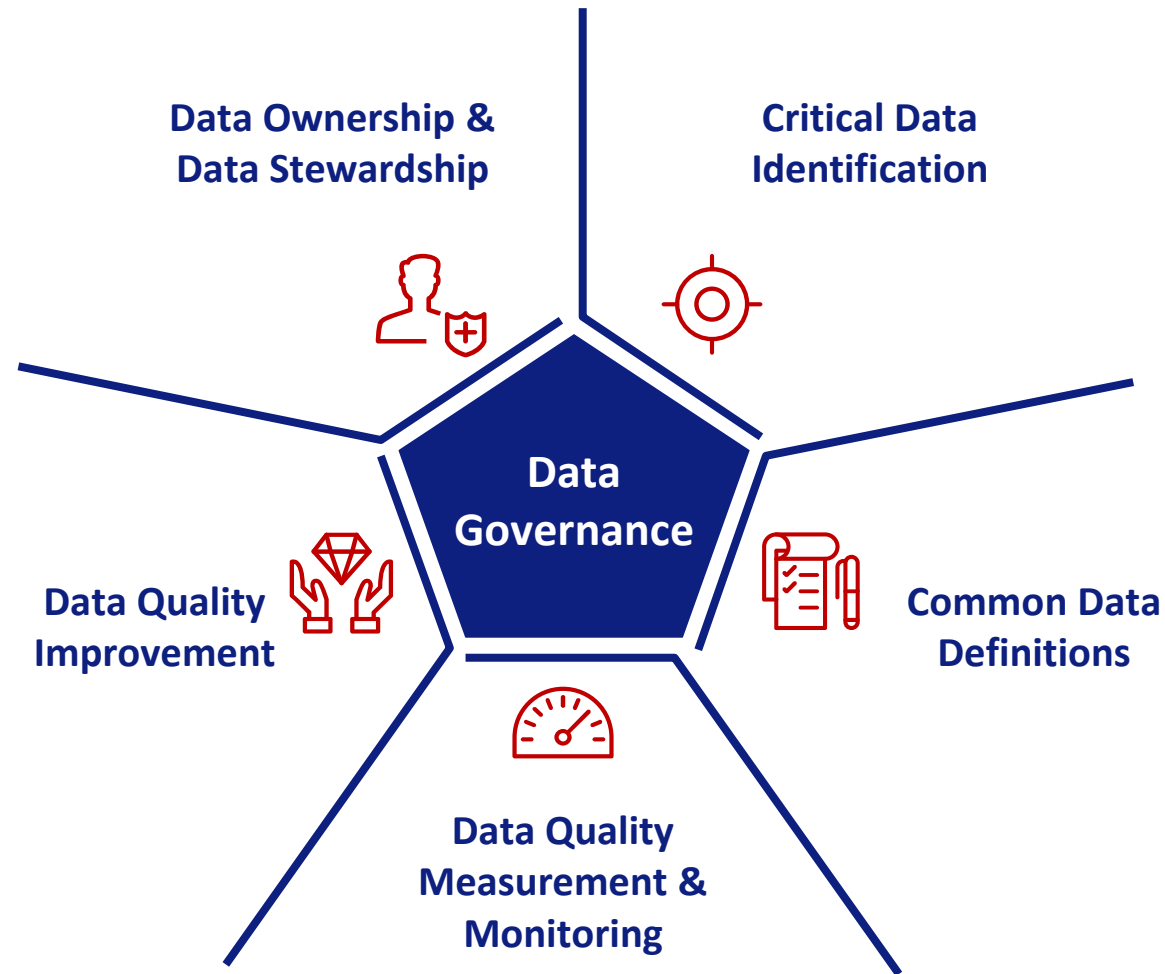 Data Ownership &
Data Stewardship
Critical Data
Identification
Data
Governance
Data Quality
Improvement
Common Data
Definitions
Data Quality
Measurement &
Monitoring